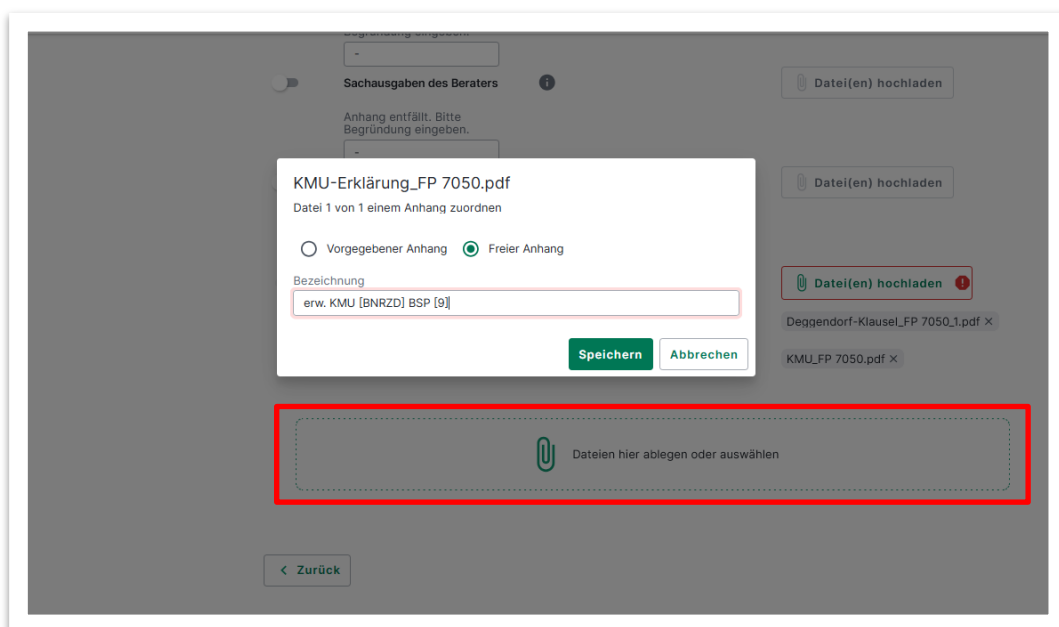 Begründung eingeben.
-
Sachausgaben des Beraters
Datei(en) hochladen
Anhang entfällt. Bitte
Begründung eingeben.
-
KMU-Erklärung_FP 7050.pdf
Datei 1 von 1 einem Anhang zuordnen
Datei(en) hochladen
Vorgegebener Anhang Freier Anhang
Bezeichnung
erw. KMU [BNRZD] BSP [9]
Datei(en) hochladen
Deggendorf-Klausel_FP 7050_1.pdf ×
Speichern Abbrechen
KMU_FP 7050.pdf ×
Dateien hier ablegen oder auswählen
< Zurück